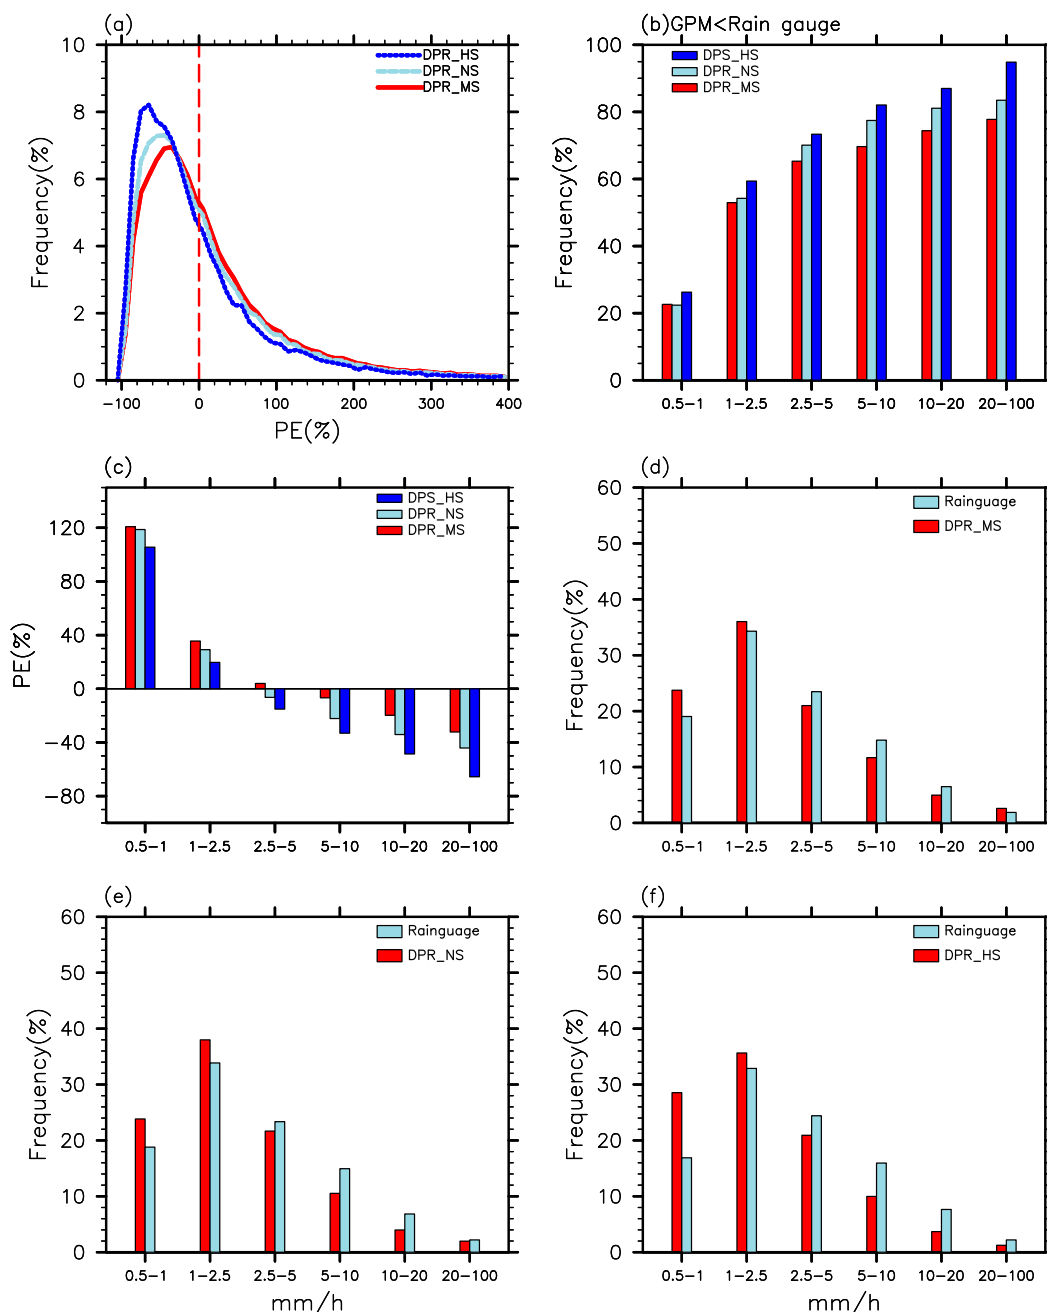 (a)
10
8
6
4
2
0
Frequency(%)
DPR_HS
DPR_NS
DPR_MS
−100 0 100 200 300 400
PE(%)
(b)GPM<Rain gauge
100
80
60
40
20
0
Frequency(%)
DPS_HS
DPR_NS
DPR_MS
0.5−1 1−2.5 2.5−5 5−10 10−20 20−100
(c)
120
80
40
0
−40
−80
PE(%)
DPS_HS
DPR_NS
DPR_MS
0.5−1 1−2.5 2.5−5 5−10 10−20 20−100
(d)
60
50
40
30
20
10
0
Frequency(%)
Rainguage
DPR_MS
0.5−1 1−2.5 2.5−5 5−10 10−20 20−100
(e)
60
50
40
30
20
10
0
Frequency(%)
Rainguage
DPR_NS
0.5−1 1−2.5 2.5−5 5−10 10−20 20−100
mm/h
(f)
60
50
40
30
20
10
0
Frequency(%)
Rainguage
DPR_HS
0.5−1 1−2.5 2.5−5 5−10 10−20 20−100
mm/h